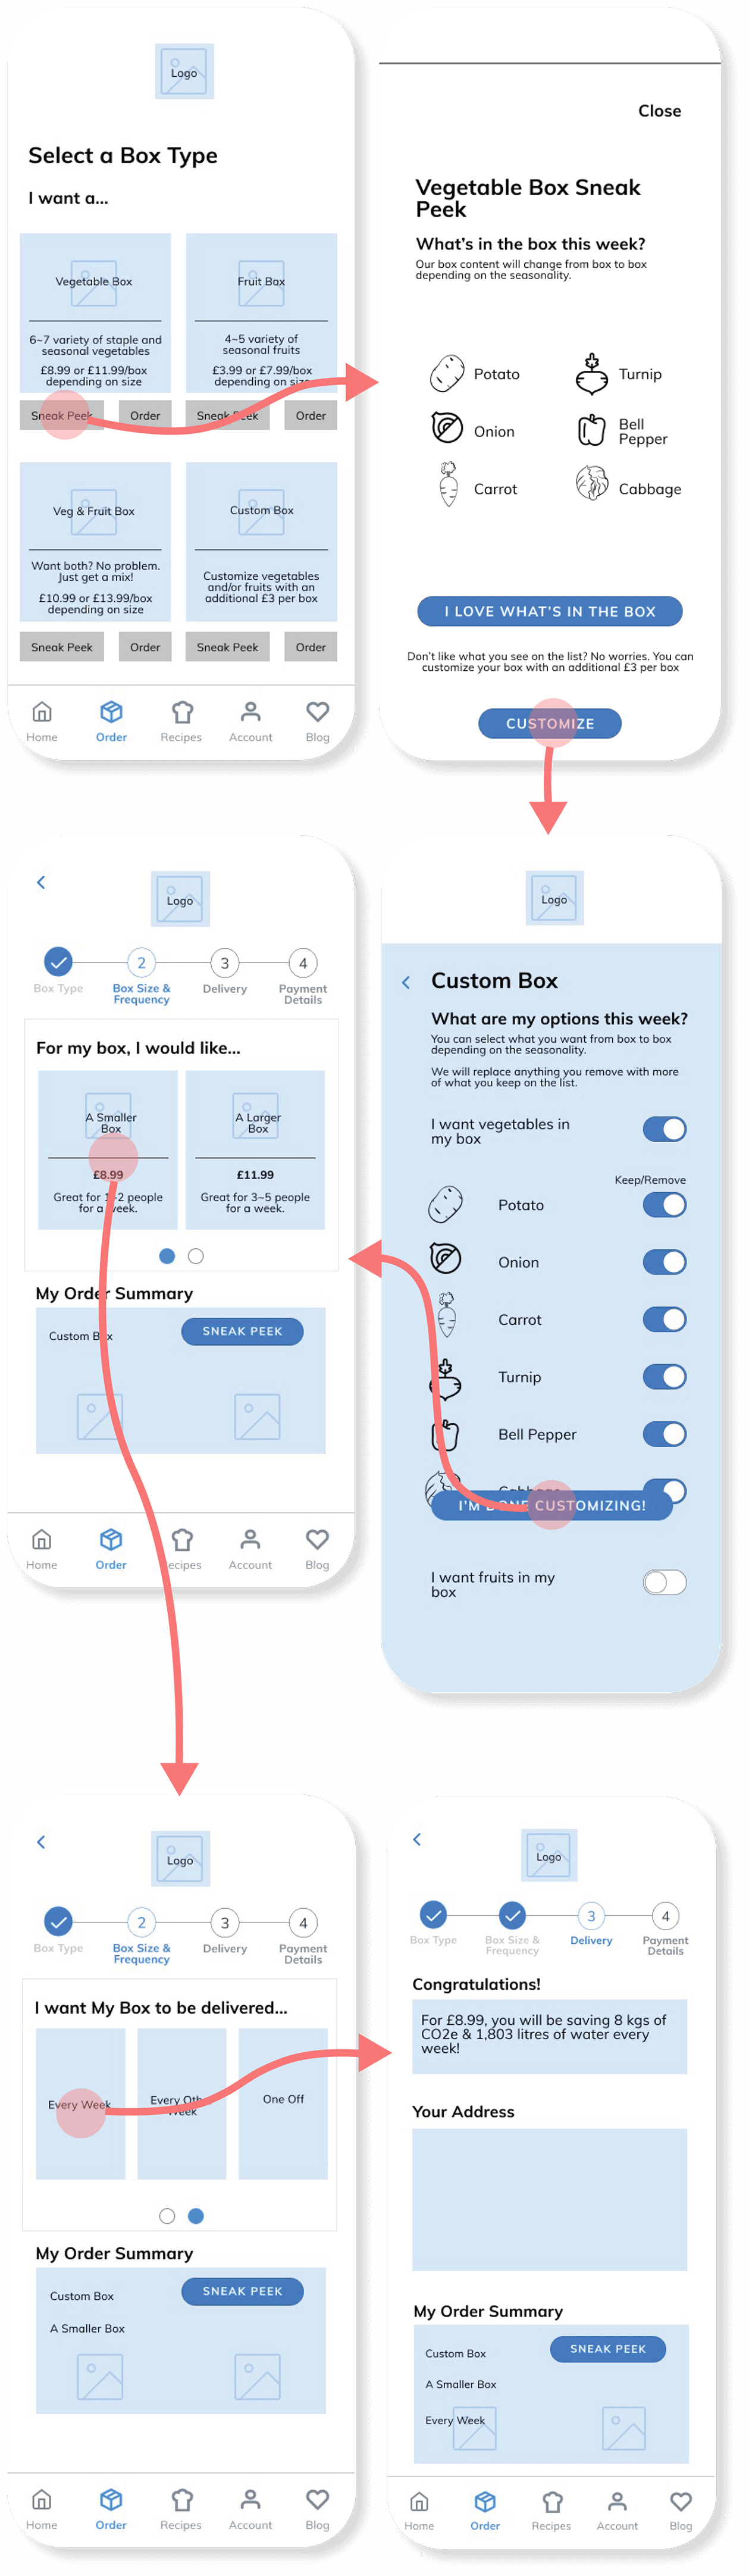 Logo
Select a Box Type
I want a...
Vegetable Box
6~7 variety of staple and
seasonal vegetables
£8.99 or £11.99/box
depending on size
Sneak Peek
Order
Fruit Box
4~5 variety of
seasonal fruits
£3.99 or £7.99/box
depending on size
Sneak Peek
Order
Veg & Fruit Box
Want both? No problem.
Just get a mix!
£10.99 or £13.99/box
depending on size
Sneak Peek
Order
Custom Box
Customize vegetables
and/or fruits with an
additional £3 per box
Sneak Peek
Order
Home
Order
Recipes
Account
Blog
Close
Vegetable Box Sneak
Peek
What's in the box this week?
Our box content will change from box to box
depending on the seasonality.
Potato
Turnip
Onion
Bell
Pepper
Carrot
Cabbage
I LOVE WHAT'S IN THE BOX
Don't like what you see on the list? No worries. You can
customize your box with an additional £3 per box
CUSTOMIZE
Logo
2
3
4
Box Type
Box Size &
Frequency
Delivery
Payment
Details
For my box, I would like...
A Smaller
Box
£8.99
Great for 1~2 people
for a week.
A Larger
Box
£11.99
Great for 3~5 people
for a week.
My Order Summary
Custom Box
SNEAK PEEK
Home
Order
Recipes
Account
Blog
Logo
Custom Box
What are my options this week?
You can select what you want from box to box
depending on the seasonality.
We will replace anything you remove with more
of what you keep on the list.
I want vegetables in
my box
Keep/Remove
Potato
Onion
Carrot
Turnip
Bell Pepper
Cabbage
I'M DONE CUSTOMIZING!
I want fruits in my
box
Logo
2
3
4
Box Type
Box Size &
Frequency
Delivery
Payment
Details
I want My Box to be delivered...
Every Week
Every Other
Week
One Off
My Order Summary
Custom Box
SNEAK PEEK
A Smaller Box
Home
Order
Recipes
Account
Blog
Logo
3
4
Box Type
Box Size &
Frequency
Delivery
Payment
Details
Congratulations!
For £8.99, you will be saving 8 kgs of
CO2e & 1,803 litres of water every
week!
Your Address
My Order Summary
Custom Box
SNEAK PEEK
A Smaller Box
Every Week
Home
Order
Recipes
Account
Blog